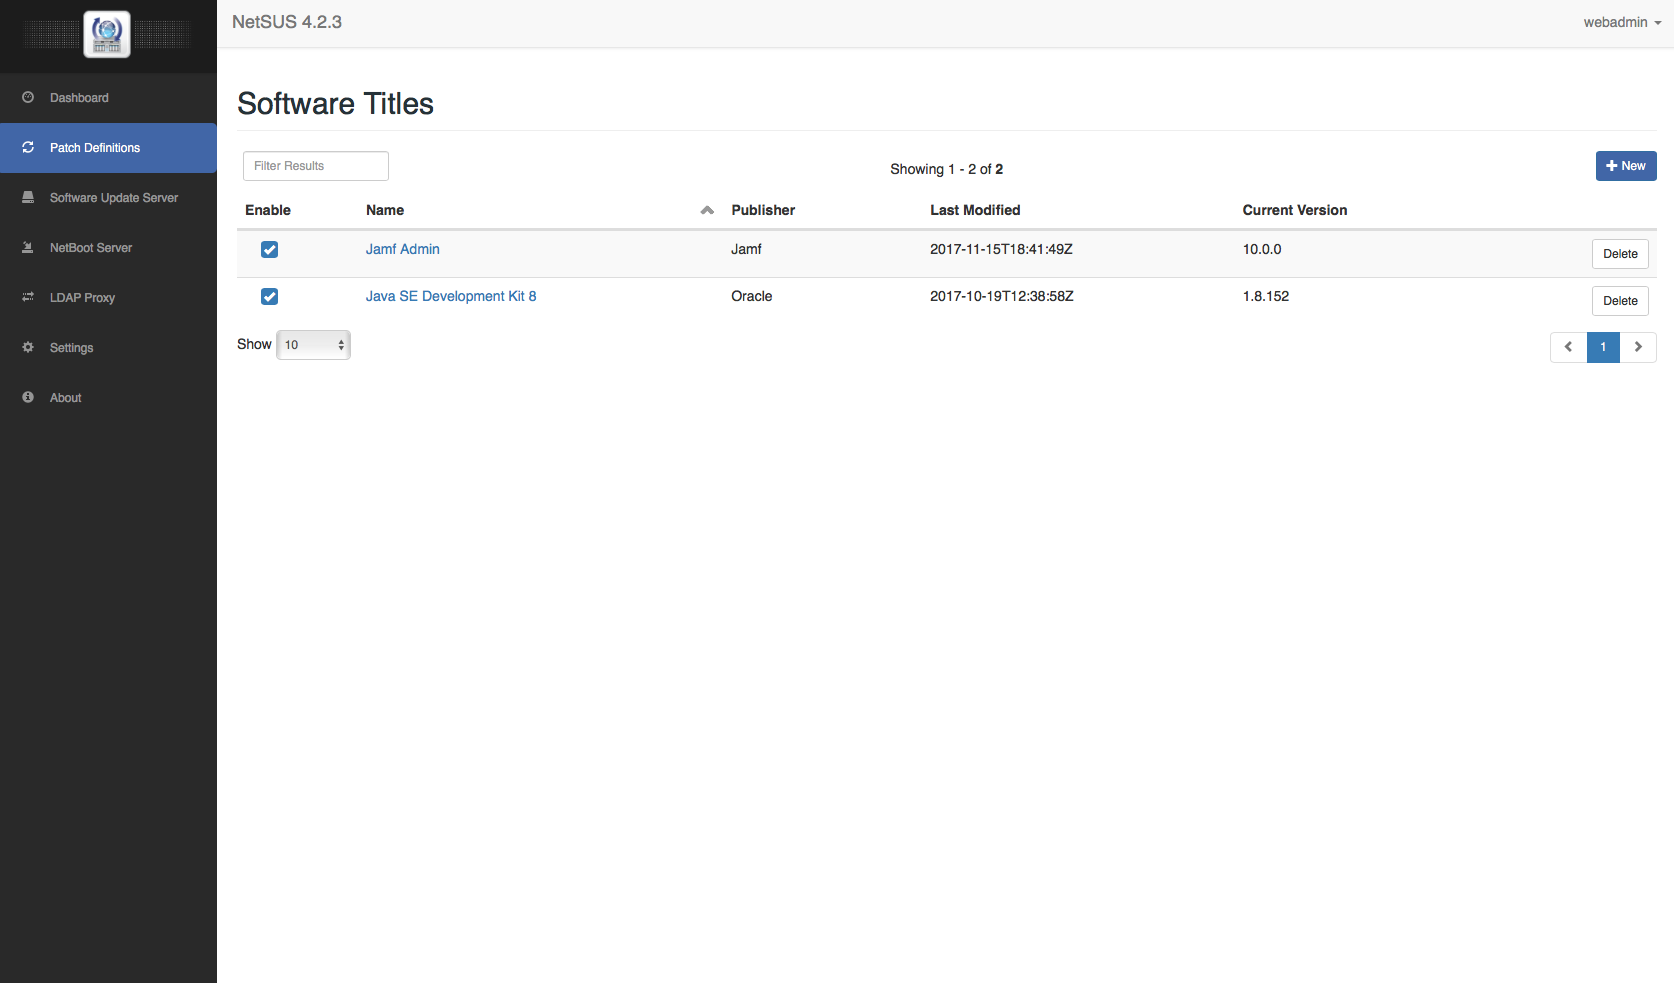 NetSUS 4.2.3
webadmin
Dashboard
Patch Definitions
Software Update Server
NetBoot Server
LDAP Proxy
Settings
About
Software Titles
Filter Results
Showing 1 - 2 of 2
New
Enable Name Publisher Last Modified Current Version
Jamf Admin Jamf 2017-11-15T18:41:49Z 10.0.0 Delete
Java SE Development Kit 8 Oracle 2017-10-19T12:38:58Z 1.8.152 Delete
Show 10
1